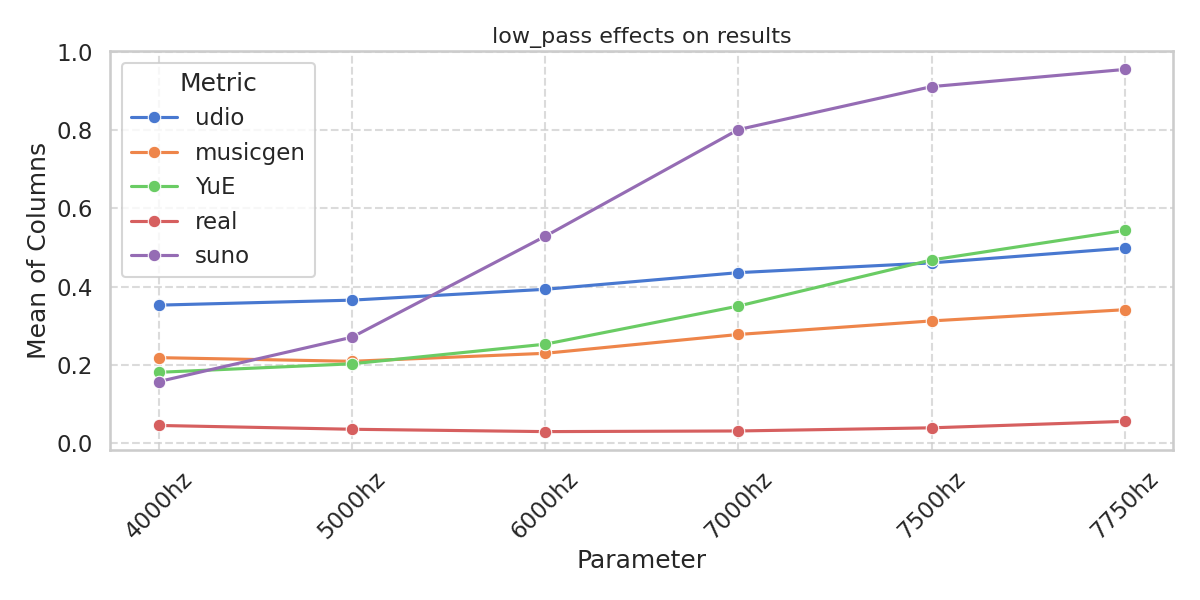 low_pass effects on results
1.0
0.8
0.6
0.4
0.2
0.0
Mean of Columns
Metric
udio
musicgen
YuE
real
suno
4000hz
5000hz
6000hz
7000hz
7500hz
7750hz
Parameter